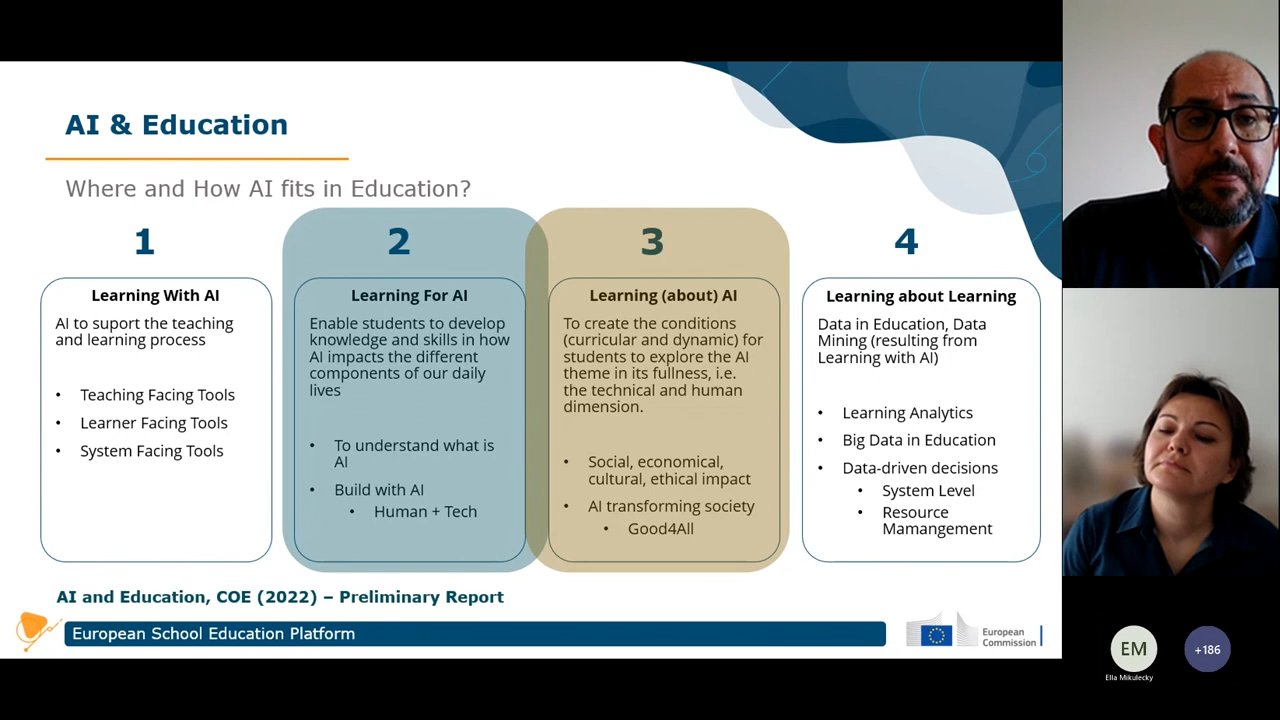 AI & Education
Where and How AI fits in Education?
1
Learning With AI
AI to suport the teaching
and learning process
• Teaching Facing Tools
• Learner Facing Tools
• System Facing Tools
2
Learning For AI
Enable students to develop
knowledge and skills in how
AI impacts the different
components of our daily
lives
• To understand what is
AI
• Build with AI
• Human + Tech
3
Learning (about) AI
To create the conditions
(curricular and dynamic) for
students to explore the AI
theme in its fullness, i.e.
the technical and human
dimension.
• Social, economical,
cultural, ethical impact
• AI transforming society
• Good4All
4
Learning about Learning
Data in Education, Data
Mining (resulting from
Learning with AI)
• Learning Analytics
• Big Data in Education
• Data-driven decisions
• System Level
• Resource
Mamangement
AI and Education, COE (2022) – Preliminary Report
European School Education Platform
European
Commission
EM
Ella Mikulecky
+186